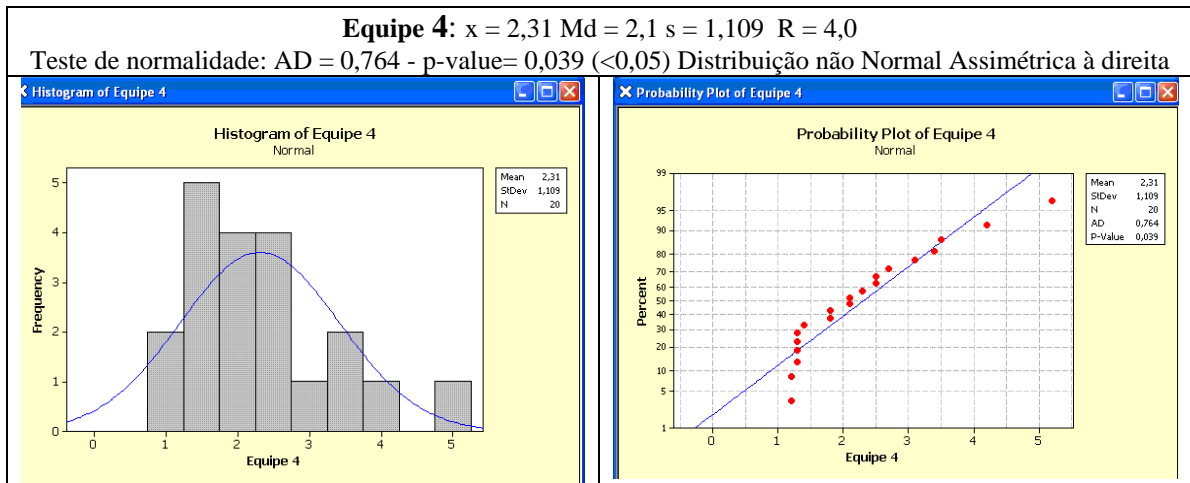 Equipe 4: x = 2,31 Md = 2,1 s = 1,109 R = 4,0
Teste de normalidade: AD = 0,764 - p-value= 0,039 (<0,05) Distribuição não Normal Assimétrica à direita
Histogram of Equipe 4
Histogram of Equipe 4
Normal
Mean 2,31
StDev 1,109
N 20
Frequency
5
4
3
2
1
0
0 1 2 3 4 5
Equipe 4
Probability Plot of Equipe 4
Probability Plot of Equipe 4
Normal
Mean 2,31
StDev 1,109
N 20
AD 0,764
P-Value 0,039
Percent
99
95
90
80
70
60
50
40
30
20
10
5
1
0 1 2 3 4 5
Equipe 4